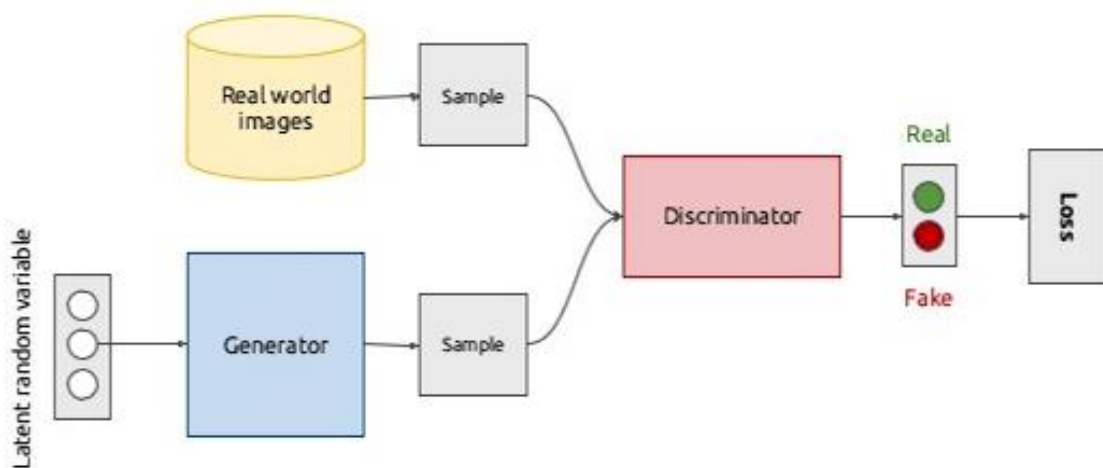 Real world
images
Sample
Real
Discriminator
Loss
Fake
Latent random variable
Generator
Sample